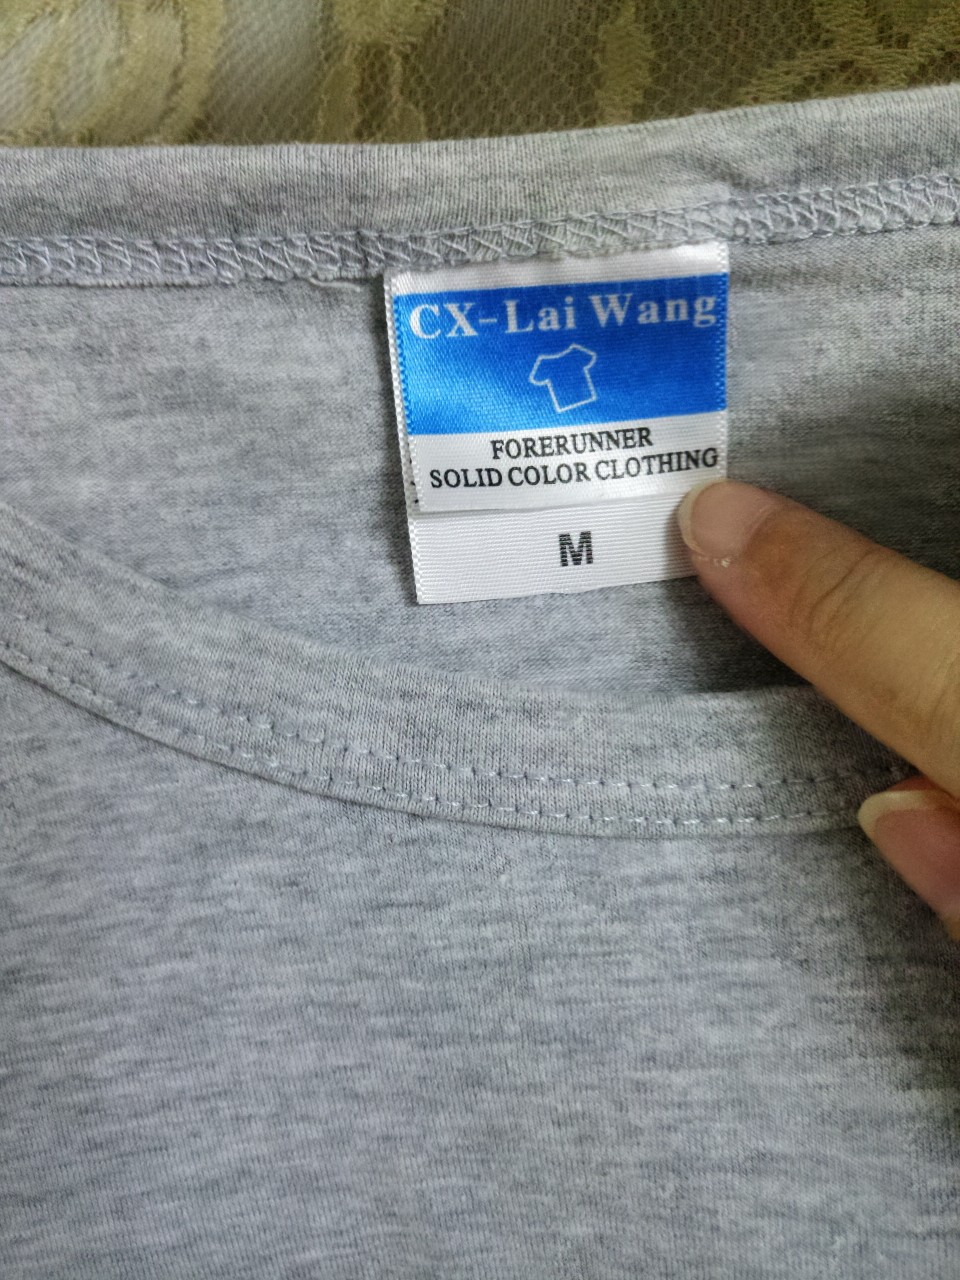 CX-Lai Wang
FORERUNNER
SOLID COLOR CLOTHING
M